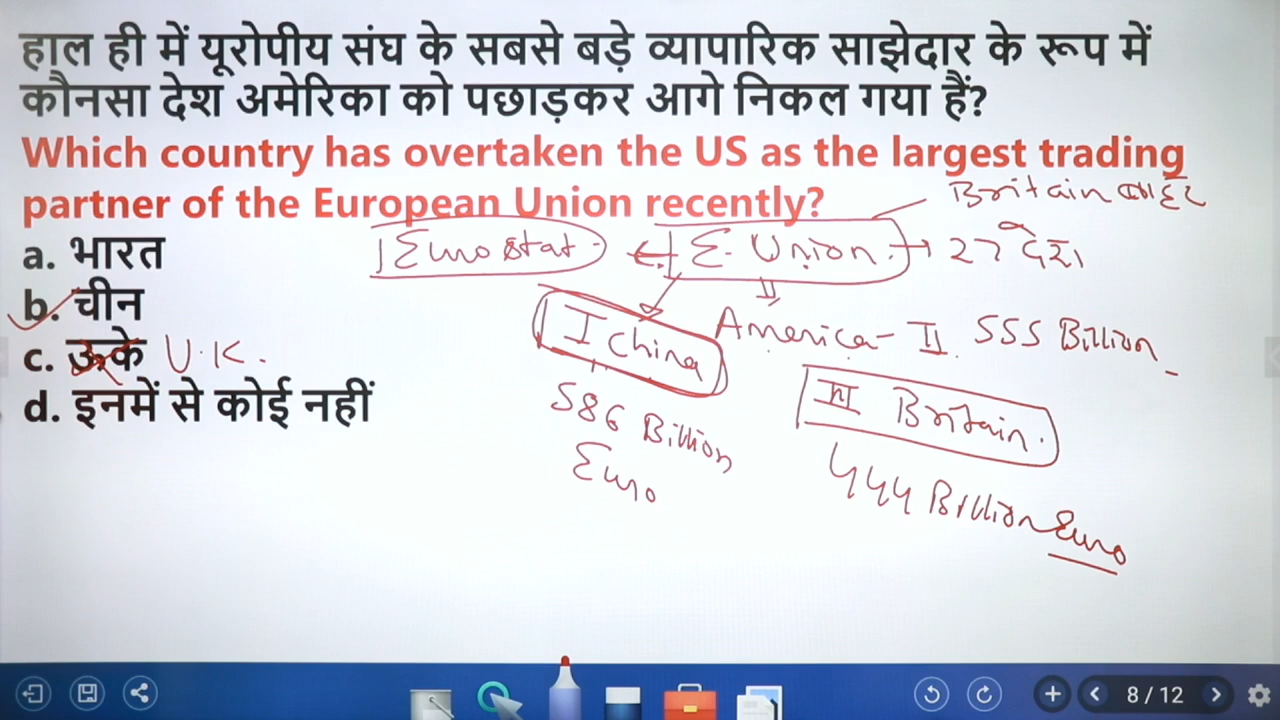 हाल ही में यूरोपीय संघ के सबसे बड़े व्यापारिक साझेदार के रूप में
कौनसा देश अमेरिका को पछाड़कर आगे निकल गया हैं?
Which country has overtaken the US as the largest trading
partner of the European Union recently?
Britain बाहर
a. भारत
Eurostat
E. Union
27 देश
b. चीन
I China
America - II 555 Billion
c. उके U.K.
d. इनमें से कोई नहीं
III Britain.
586 Billion
Euro
444 Billion Euro
8 / 12